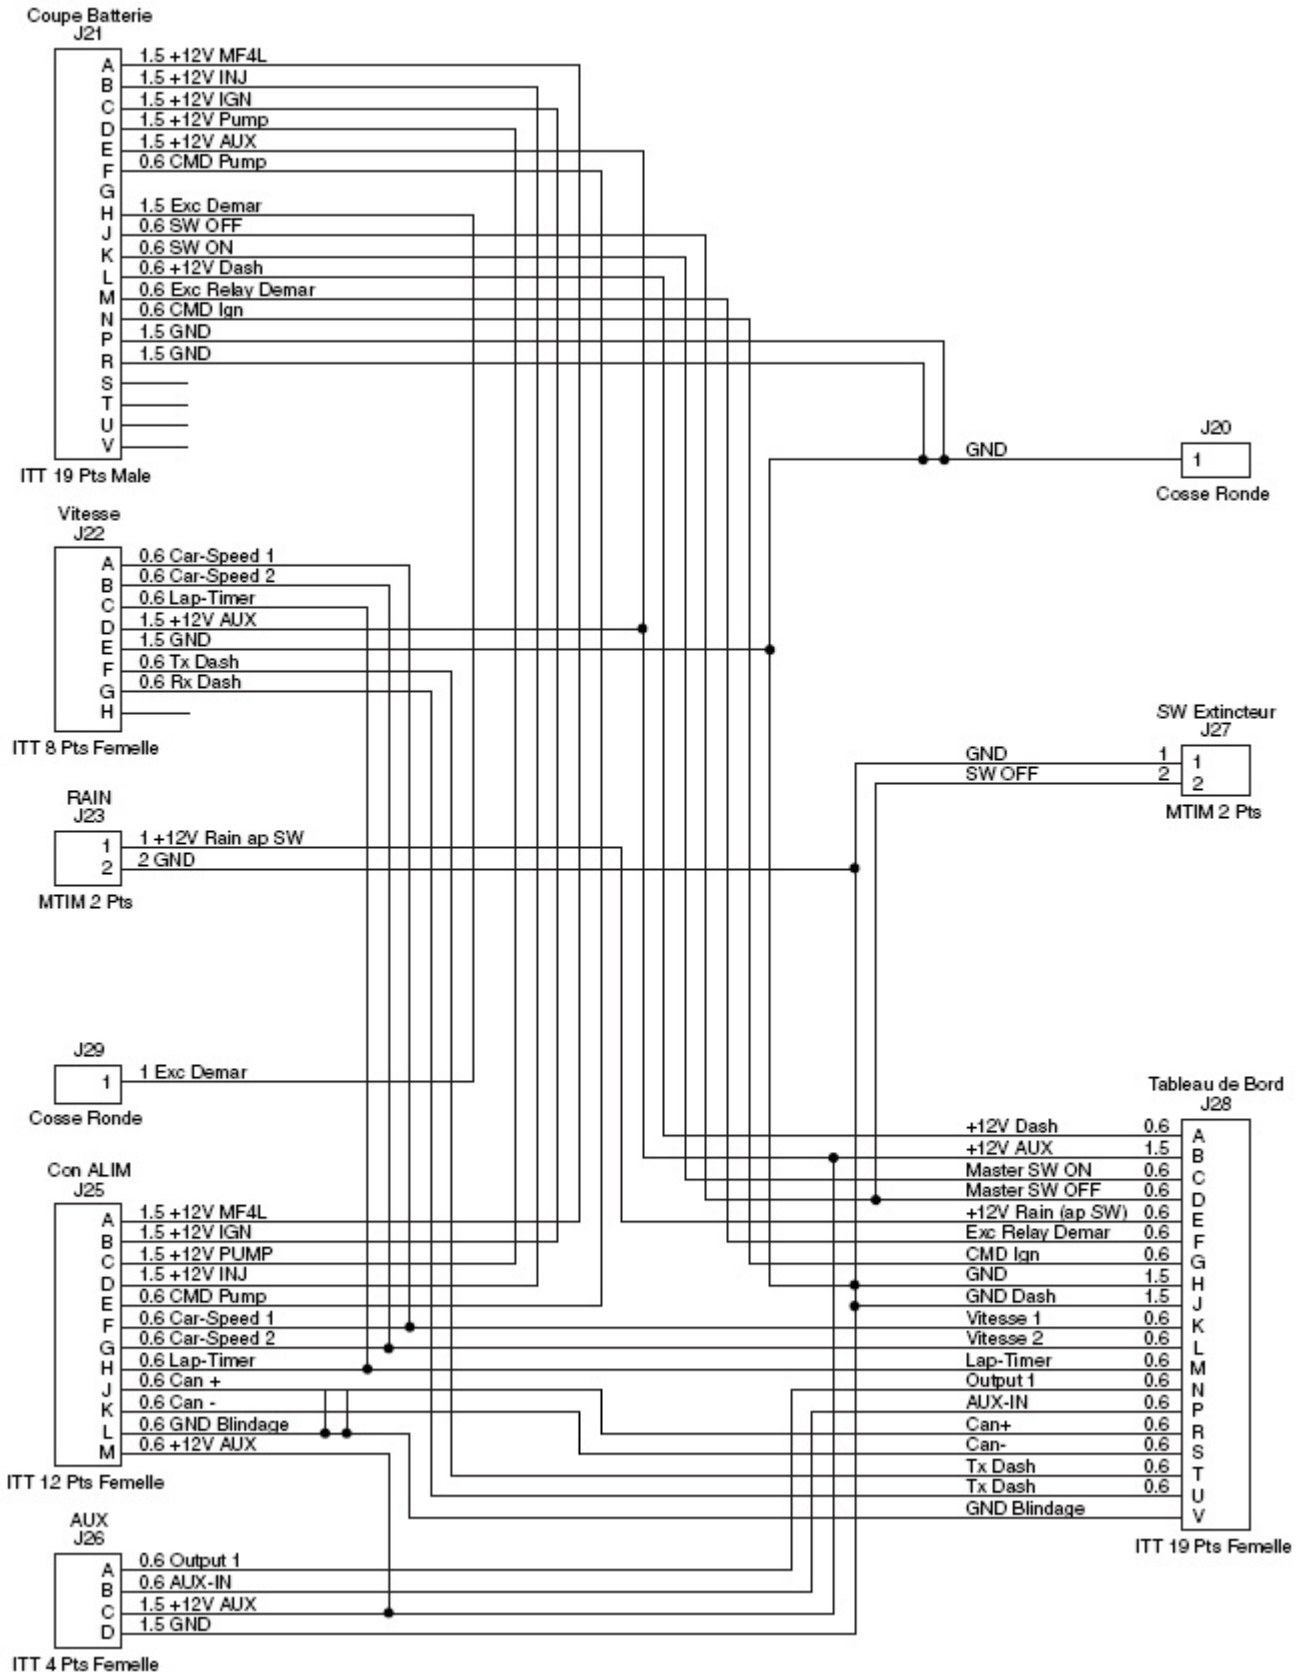 Coupe Batterie
J21
A 1.5 +12V MF4L
B 1.5 +12V INJ
C 1.5 +12V IGN
D 1.5 +12V Pump
E 1.5 +12V AUX
F 0.6 CMD Pump
G
H 1.5 Exc Demar
J 0.6 SW OFF
K 0.6 SW ON
L 0.6 +12V Dash
M 0.6 Exc Relay Demar
N 0.6 CMD Ign
P 1.5 GND
R 1.5 GND
S
T
U
V
ITT 19 Pts Male
J20
GND 1
Cosse Ronde
Vitesse
J22
A 0.6 Car-Speed 1
B 0.6 Car-Speed 2
C 0.6 Lap-Timer
D 1.5 +12V AUX
E 1.5 GND
F 0.6 Tx Dash
G 0.6 Rx Dash
H
ITT 8 Pts Femelle
SW Extincteur
J27
GND 1 1
SW OFF 2 2
MTIM 2 Pts
RAIN
J23
1 1 +12V Rain ap SW
2 2 GND
MTIM 2 Pts
J29
1 1 Exc Demar
Cosse Ronde
Tableau de Bord
J28
+12V Dash 0.6 A
+12V AUX 1.5 B
Master SW ON 0.6 C
Master SW OFF 0.6 D
+12V Rain (ap SW) 0.6 E
Exc Relay Demar 0.6 F
CMD Ign 0.6 G
GND 1.5 H
GND Dash 1.5 J
Vitesse 1 0.6 K
Vitesse 2 0.6 L
Lap-Timer 0.6 M
Output 1 0.6 N
AUX-IN 0.6 P
Can+ 0.6 R
Can- 0.6 S
Tx Dash 0.6 T
Tx Dash 0.6 U
GND Blindage V
ITT 19 Pts Femelle
Con ALIM
J25
A 1.5 +12V MF4L
B 1.5 +12V IGN
C 1.5 +12V PUMP
D 1.5 +12V INJ
E 0.6 CMD Pump
F 0.6 Car-Speed 1
G 0.6 Car-Speed 2
H 0.6 Lap-Timer
J 0.6 Can +
K 0.6 Can -
L 0.6 GND Blindage
M 0.6 +12V AUX
ITT 12 Pts Femelle
AUX
J26
A 0.6 Output 1
B 0.6 AUX-IN
C 1.5 +12V AUX
D 1.5 GND
ITT 4 Pts Femelle